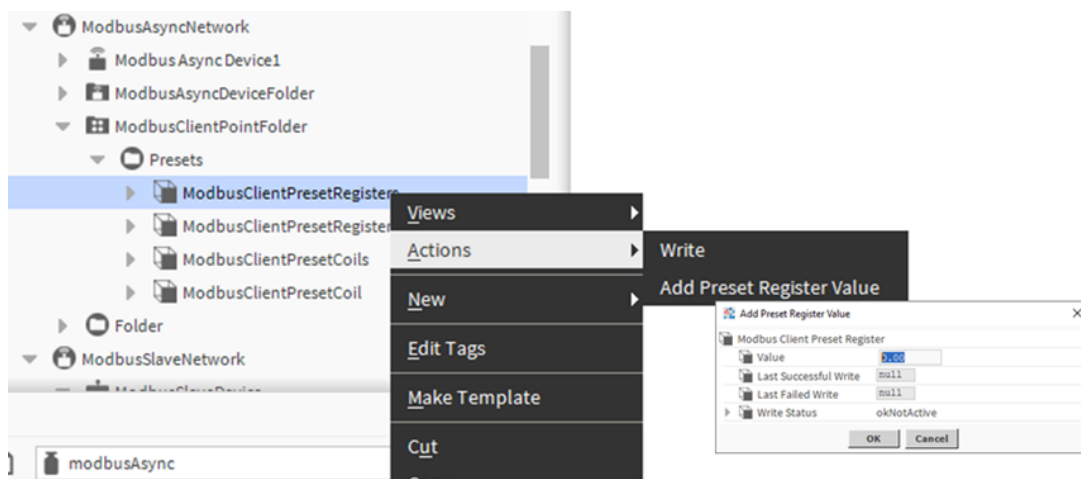 ModbusAsyncNetwork
Modbus Async Device1
ModbusAsyncDeviceFolder
ModbusClientPointFolder
Presets
ModbusClientPresetRegisters
ModbusClientPresetRegister
ModbusClientPresetCoils
ModbusClientPresetCoil
Folder
ModbusSlaveNetwork
ModbusSlaveDevice
modbusAsync
Views
Actions
New
Edit Tags
Make Template
Cut
Write
Add Preset Register Value
Add Preset Register Value
Modbus Client Preset Register
Value 0.00
Last Successful Write null
Last Failed Write null
Write Status okNotActive
OK Cancel